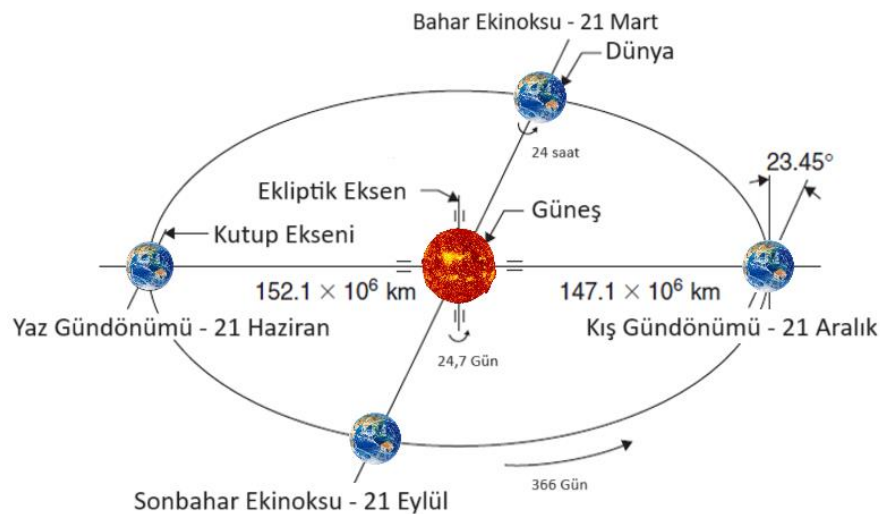 Bahar Ekinoksu - 21 Mart
Dünya
24 saat
23.45°
Ekliptik Eksen
Güneş
Kutup Ekseni
152.1 × 10⁶ km
147.1 × 10⁶ km
Yaz Gündönümü - 21 Haziran
Kış Gündönümü - 21 Aralık
24,7 Gün
366 Gün
Sonbahar Ekinoksu - 21 Eylül